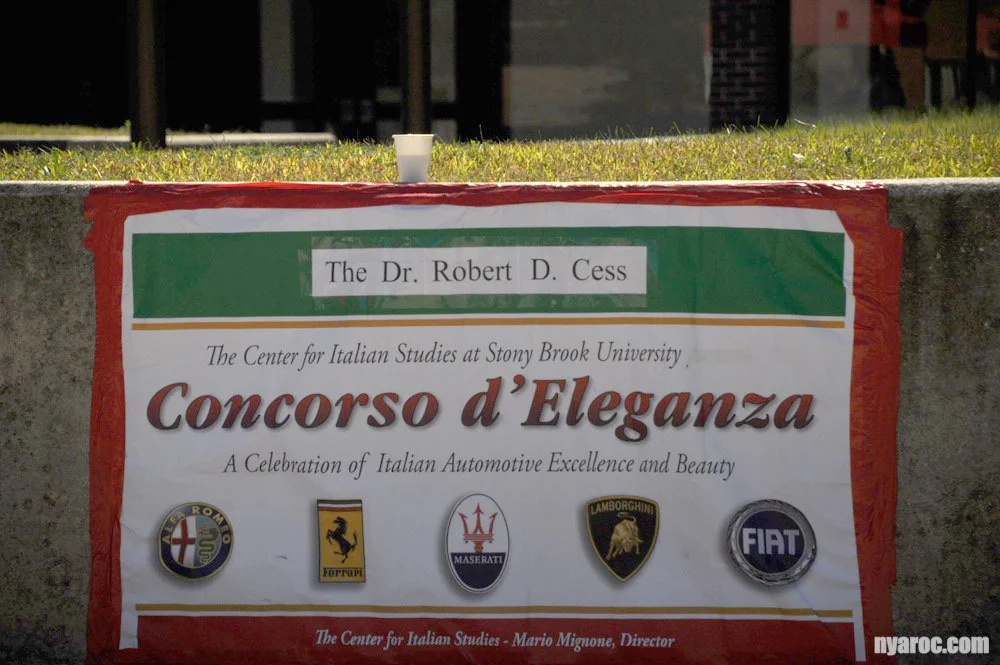 The Dr. Robert D. Cess
The Center for Italian Studies at Stony Brook University
Concorso d'Eleganza
A Celebration of Italian Automotive Excellence and Beauty
ALFA ROMEO
Ferrari
MASERATI
LAMBORGHINI
FIAT
The Center for Italian Studies - Mario Mignone, Director
nyaroc.com